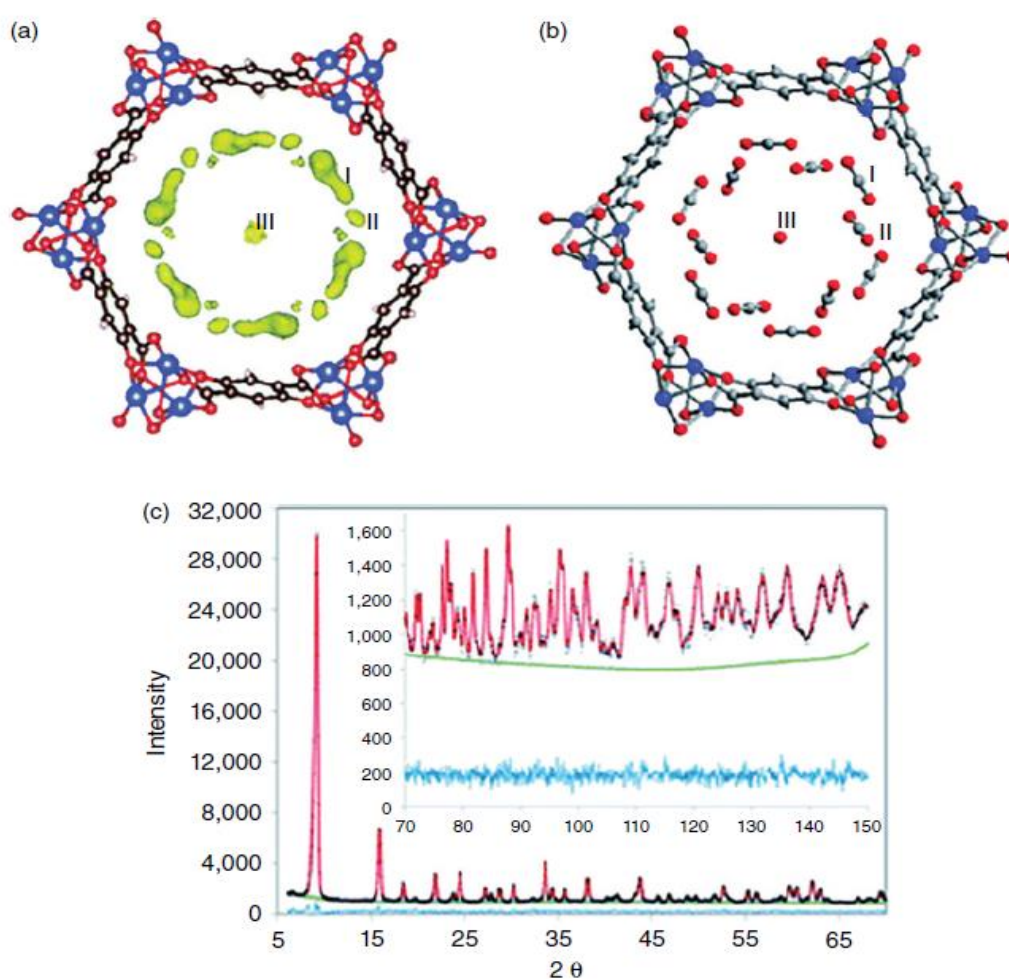 (a)
I
II
III
(b)
I
II
III
(c)
32,000
28,000
24,000
20,000
16,000
12,000
8,000
4,000
0
Intensity
1,600
1,400
1,200
1,000
800
600
400
200
0
70 80 90 100 110 120 130 140 150
5 15 25 35 45 55 65
2 θ